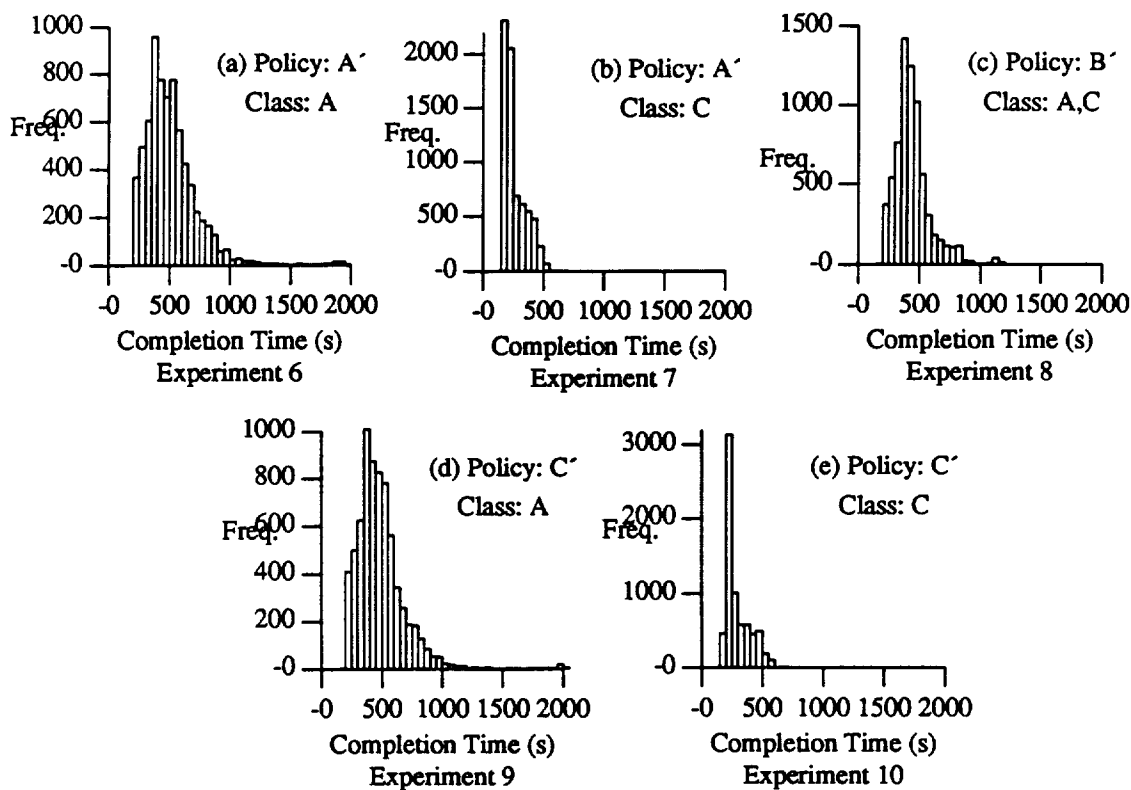 1000
800
600
Freq.
400
200
-0
-0 500 1000 1500 2000
(a) Policy: A´
Class: A
Completion Time (s)
Experiment 6
2000
1500
Freq.
1000
500
-0
-0 500 1000 1500 2000
(b) Policy: A´
Class: C
Completion Time (s)
Experiment 7
1500
1000
Freq.
500
-0
-0 500 1000 1500 2000
(c) Policy: B´
Class: A,C
Completion Time (s)
Experiment 8
1000
800
600
Freq.
400
200
-0
-0 500 1000 1500 2000
(d) Policy: C´
Class: A
Completion Time (s)
Experiment 9
3000
2000
Freq.
1000
-0
-0 500 1000 1500 2000
(e) Policy: C´
Class: C
Completion Time (s)
Experiment 10